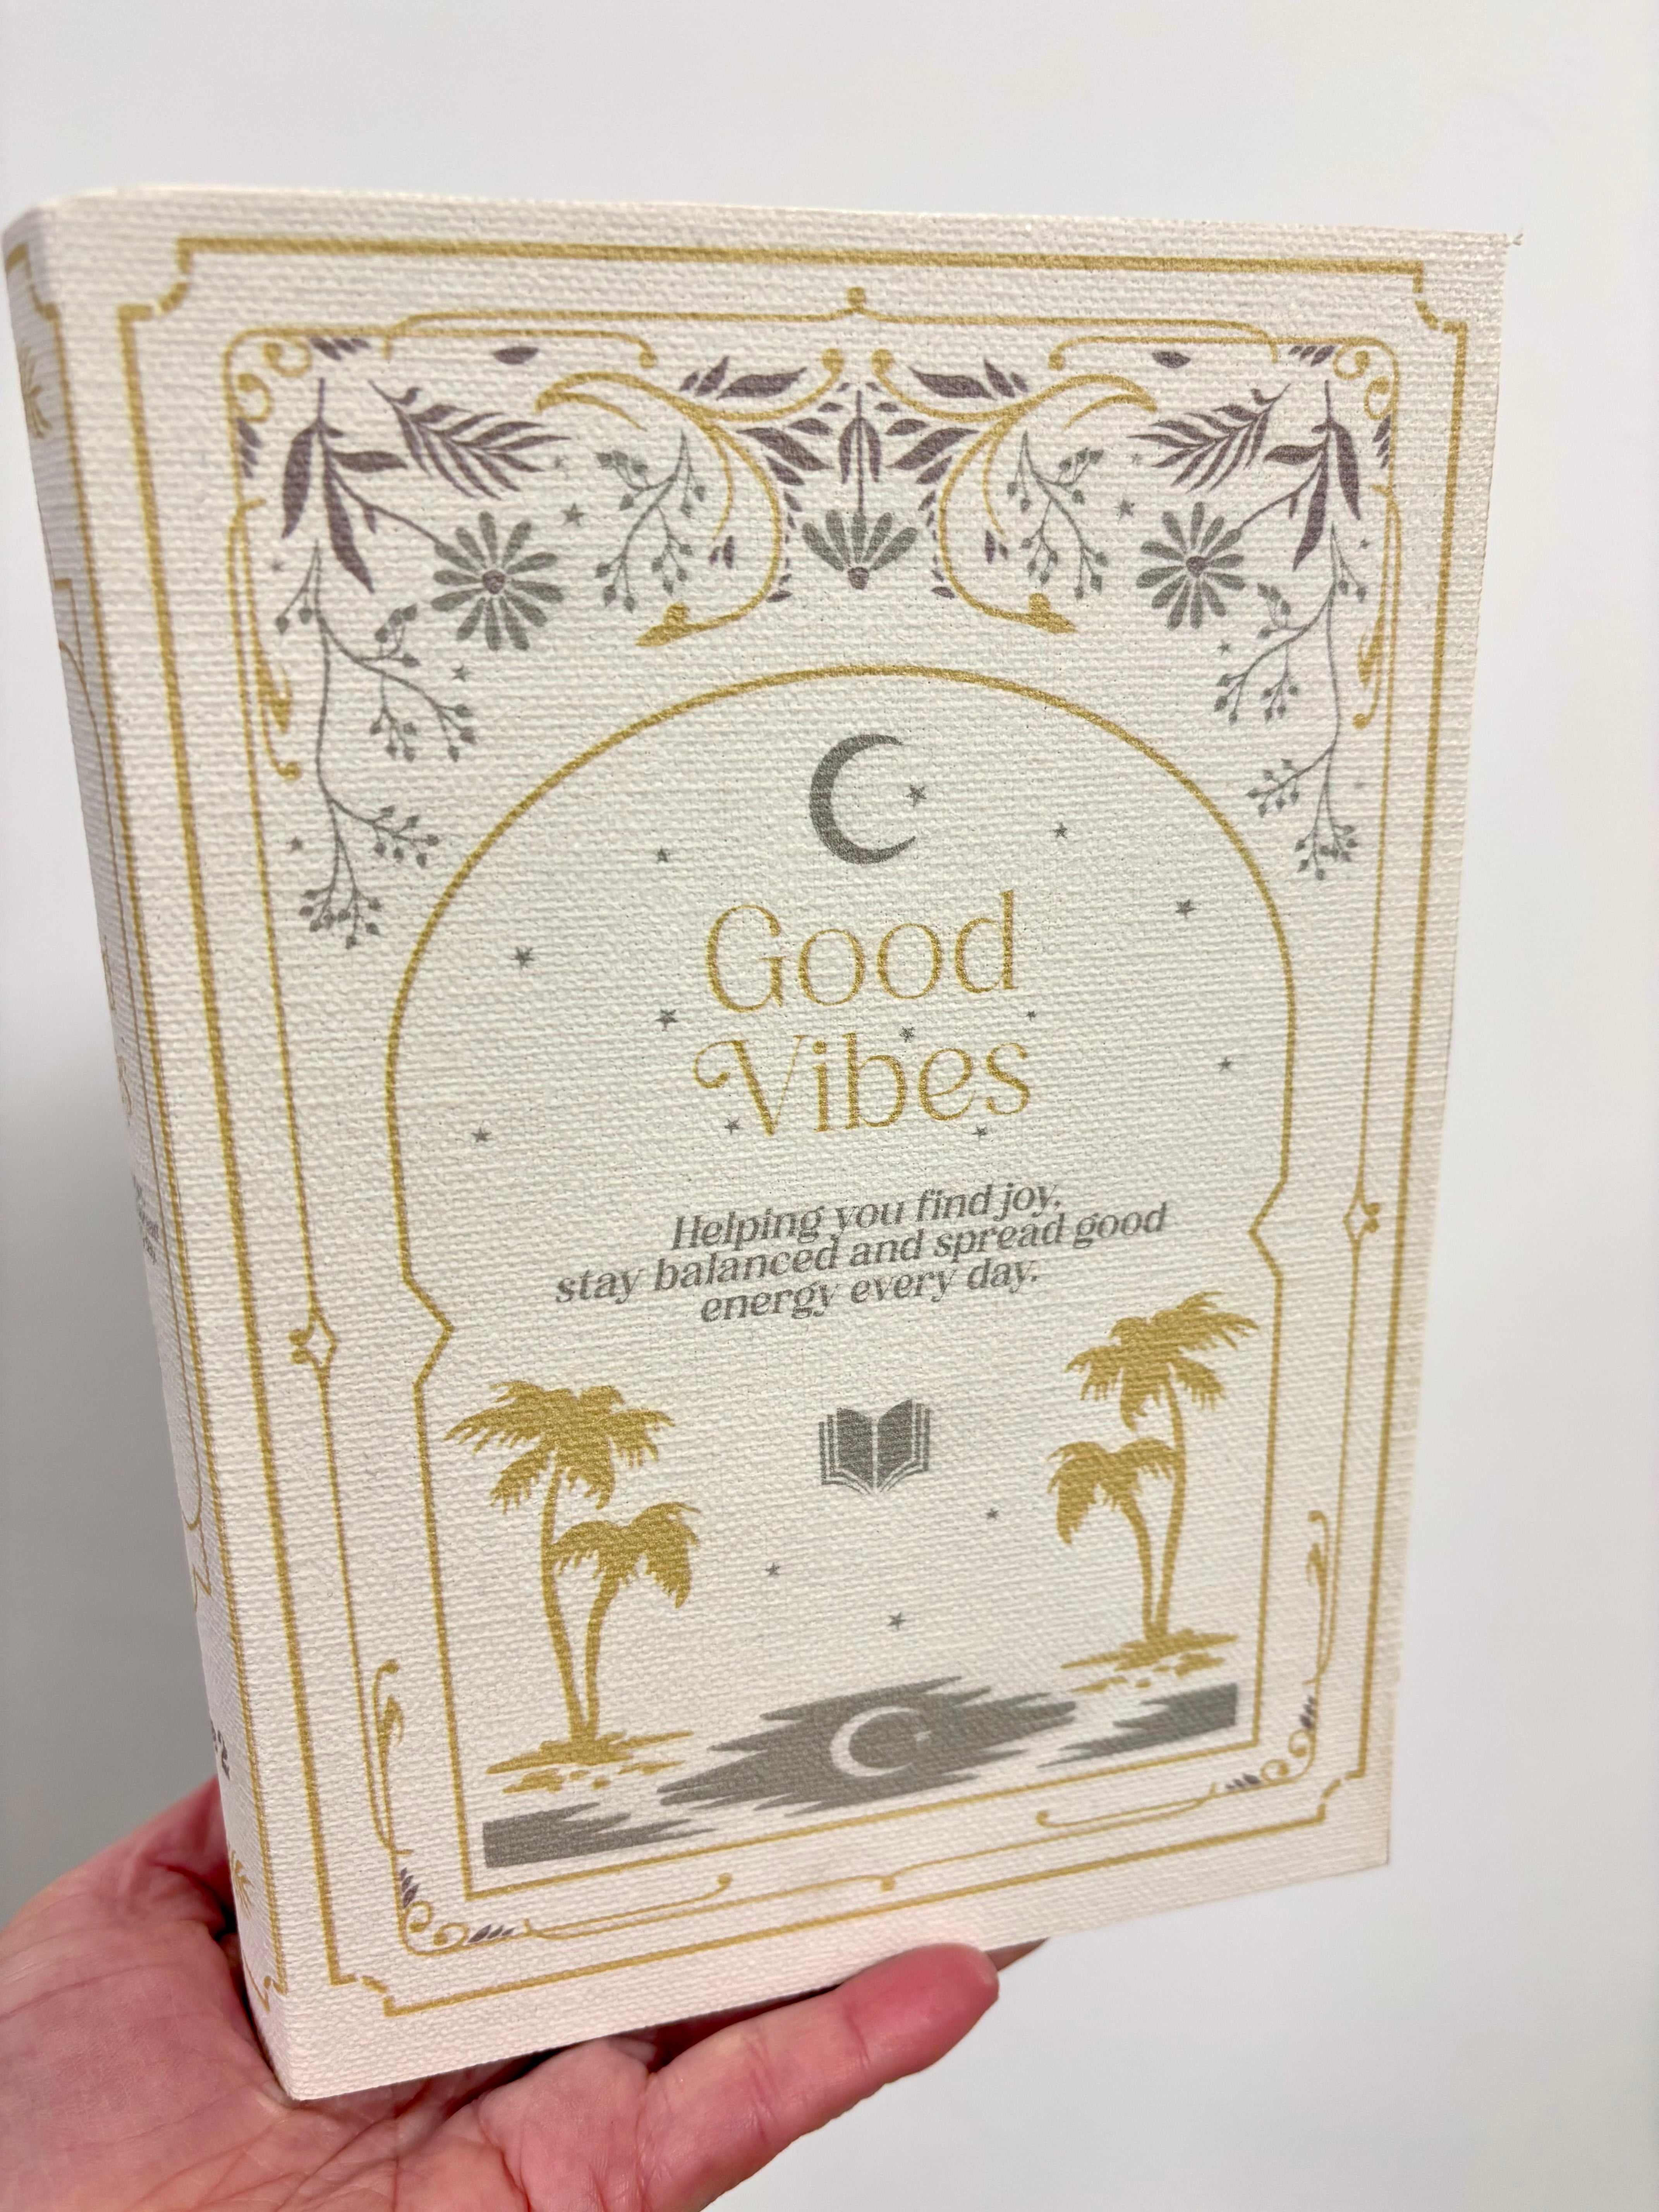 Good
Vibes
Helping you find joy,
stay balanced and spread good
energy every day.